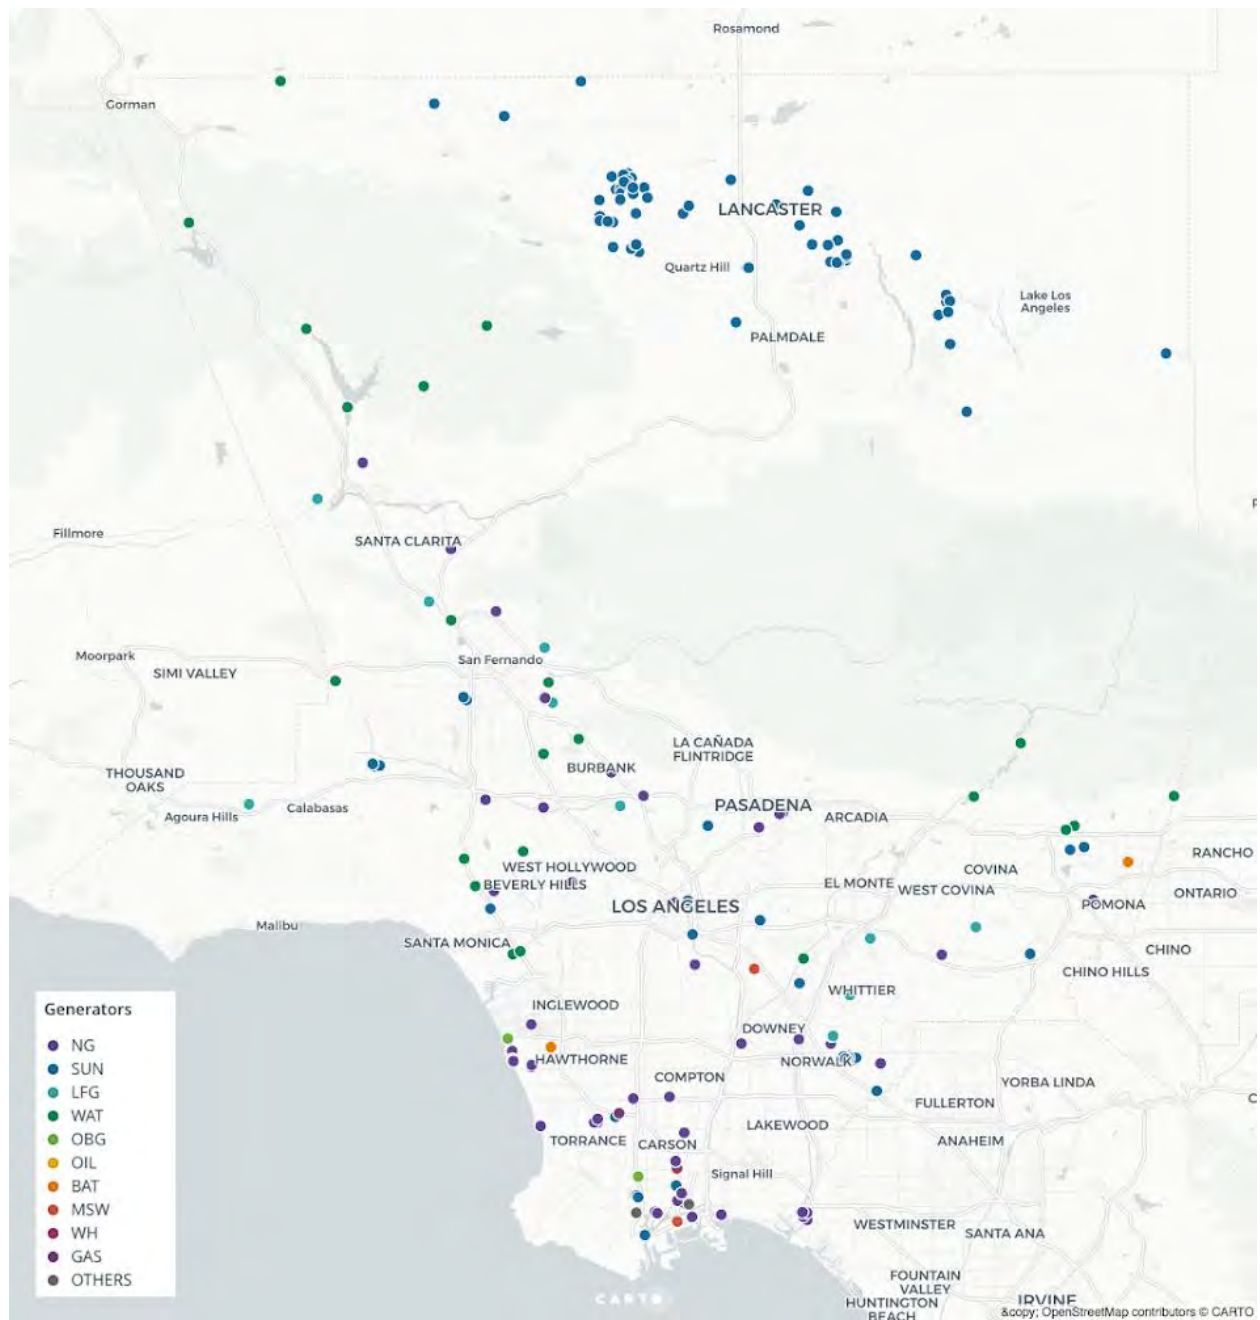 Rosamond
Gorman
LANCASTER
Quartz Hill
Lake Los
Angeles
PALMDALE
Fillmore
SANTA CLARITA
Moorpark
San Fernando
SIMI VALLEY
LA CAÑADA
FLINTRIDGE
THOUSAND
OAKS
BURBANK
Agoura Hills
Calabasas
PASADENA
ARCADIA
RANCHO
WEST HOLLYWOOD
COVINA
BEVERLY HILLS
EL MONTE
WEST COVINA
ONTARIO
LOS ANGELES
POMONA
Malibu
SANTA MONICA
CHINO
CHINO HILLS
WHITTIER
INGLEWOOD
DOWNEY
HAWTHORNE
NORWALK
COMPTON
YORBA LINDA
FULLERTON
LAKEWOOD
TORRANCE
CARSON
ANAHEIM
Signal Hill
WESTMINSTER
SANTA ANA
FOUNTAIN
VALLEY
HUNTINGTON
BEACH
IRVINE
Generators
NG
SUN
LFG
WAT
OBG
OIL
BAT
MSW
WH
GAS
OTHERS
CARTO
&copy; OpenStreetMap contributors © CARTO